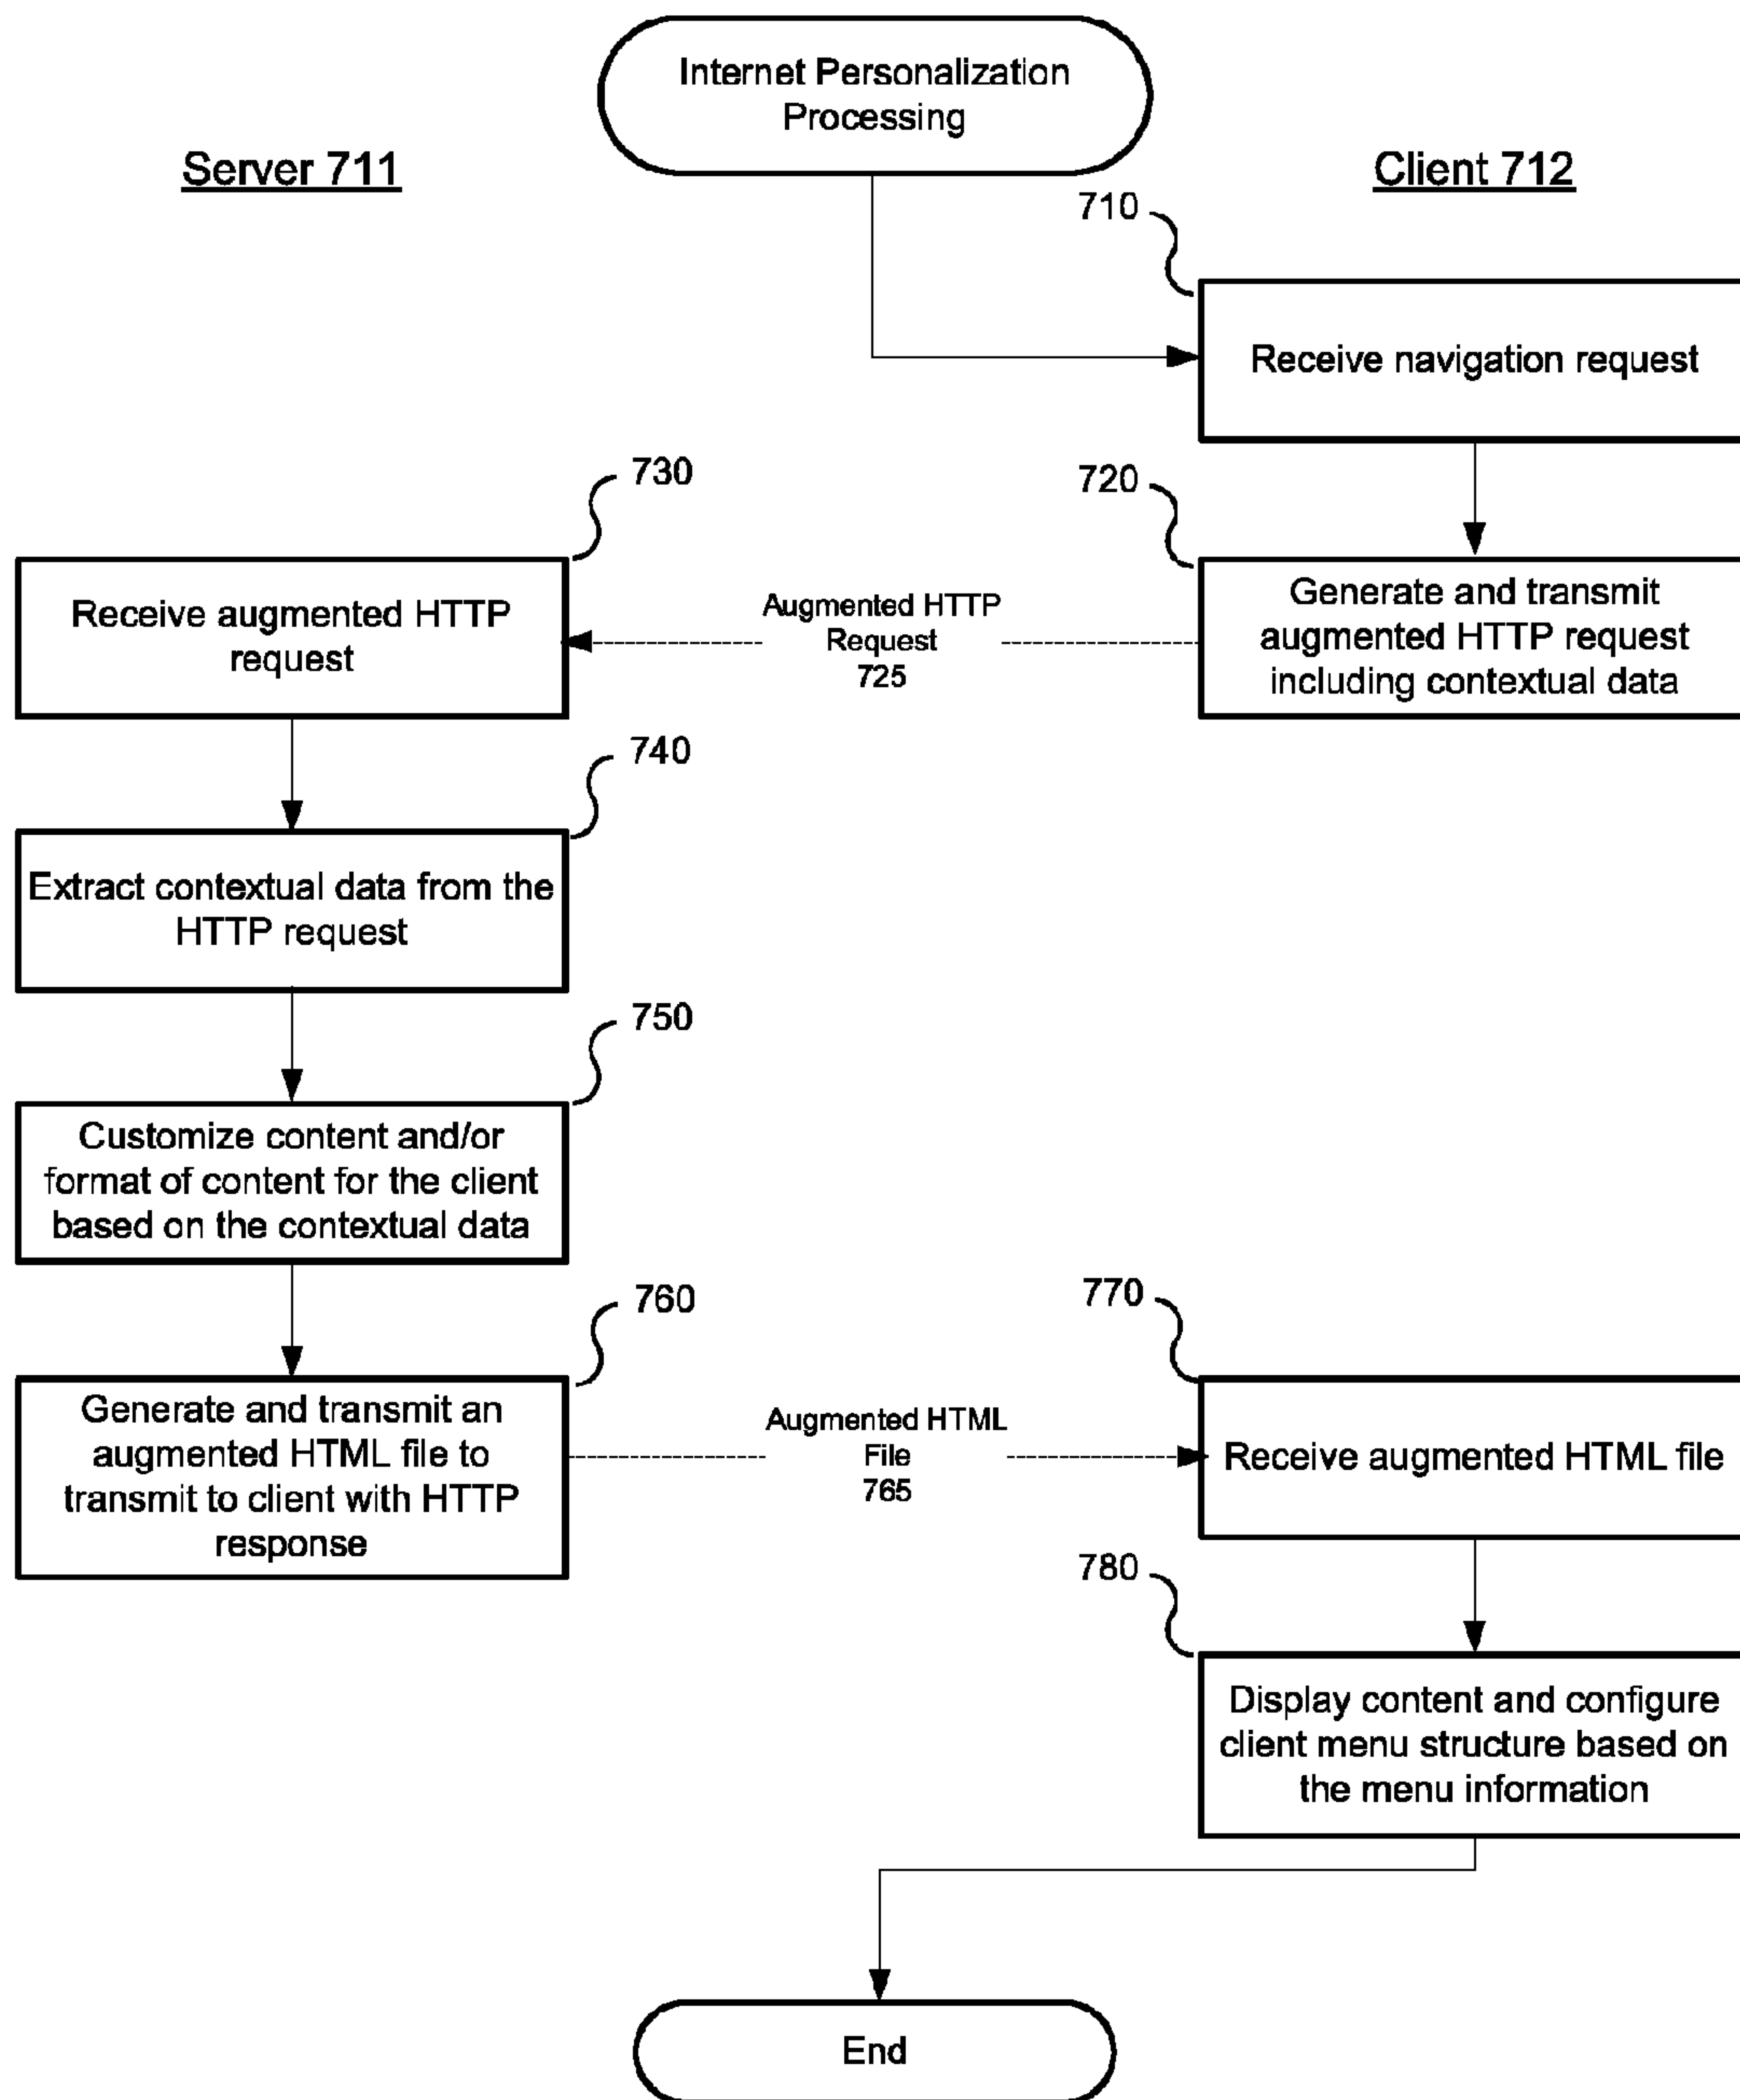 Internet Personalization
Processing
Server 711
Client 712
710
Receive navigation request
730
720
Receive augmented HTTP
request
Augmented HTTP
Request
725
Generate and transmit
augmented HTTP request
including contextual data
740
Extract contextual data from the
HTTP request
750
Customize content and/or
format of content for the client
based on the contextual data
760
770
Generate and transmit an
augmented HTML file to
transmit to client with HTTP
response
Augmented HTML
File
765
Receive augmented HTML file
780
Display content and configure
client menu structure based on
the menu information
End